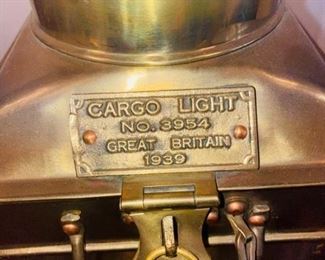 CARGO LIGHT
NO. 3954
GREAT BRITAIN
1939